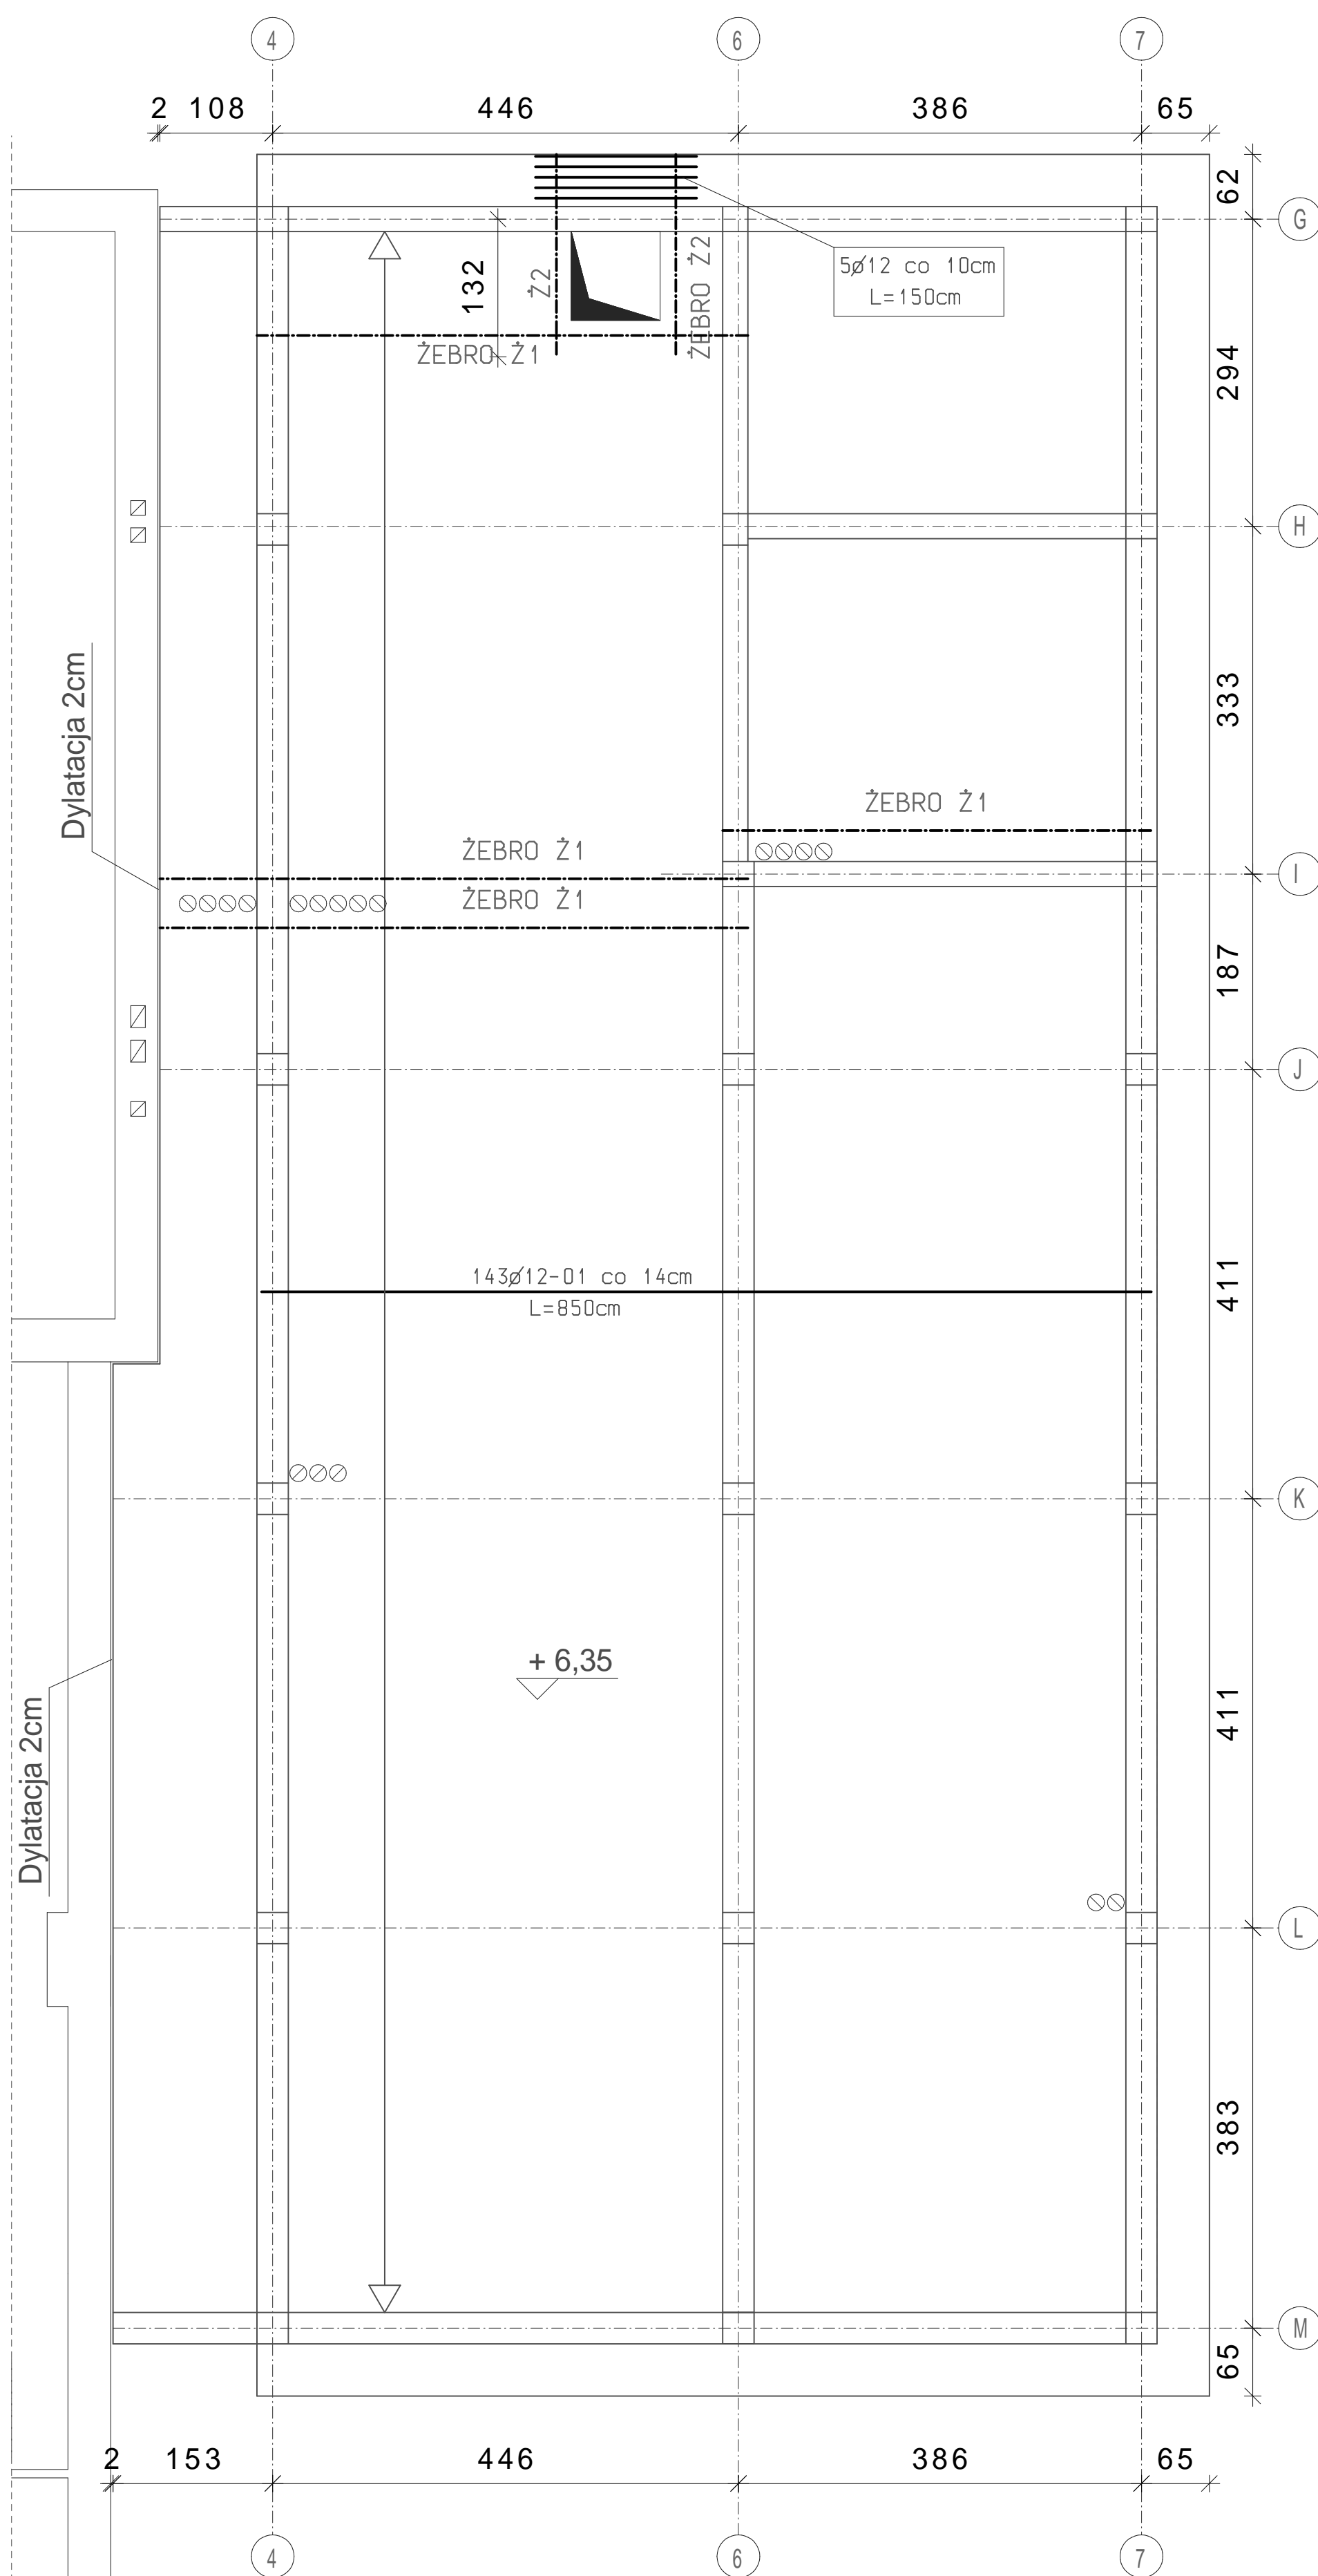 4
6
7
2
108
446
386
65
62
G
132
Ż2
ŻEBRO Ż2
5ø12 co 10cm
L=150cm
ŻEBRO Ż1
294
H
Dylatacja 2cm
333
ŻEBRO Ż1
ŻEBRO Ż1
ŻEBRO Ż1
I
187
J
143ø12-01 co 14cm
L=850cm
411
K
+ 6,35
411
Dylatacja 2cm
L
383
M
65
2
153
446
386
65
4
6
7